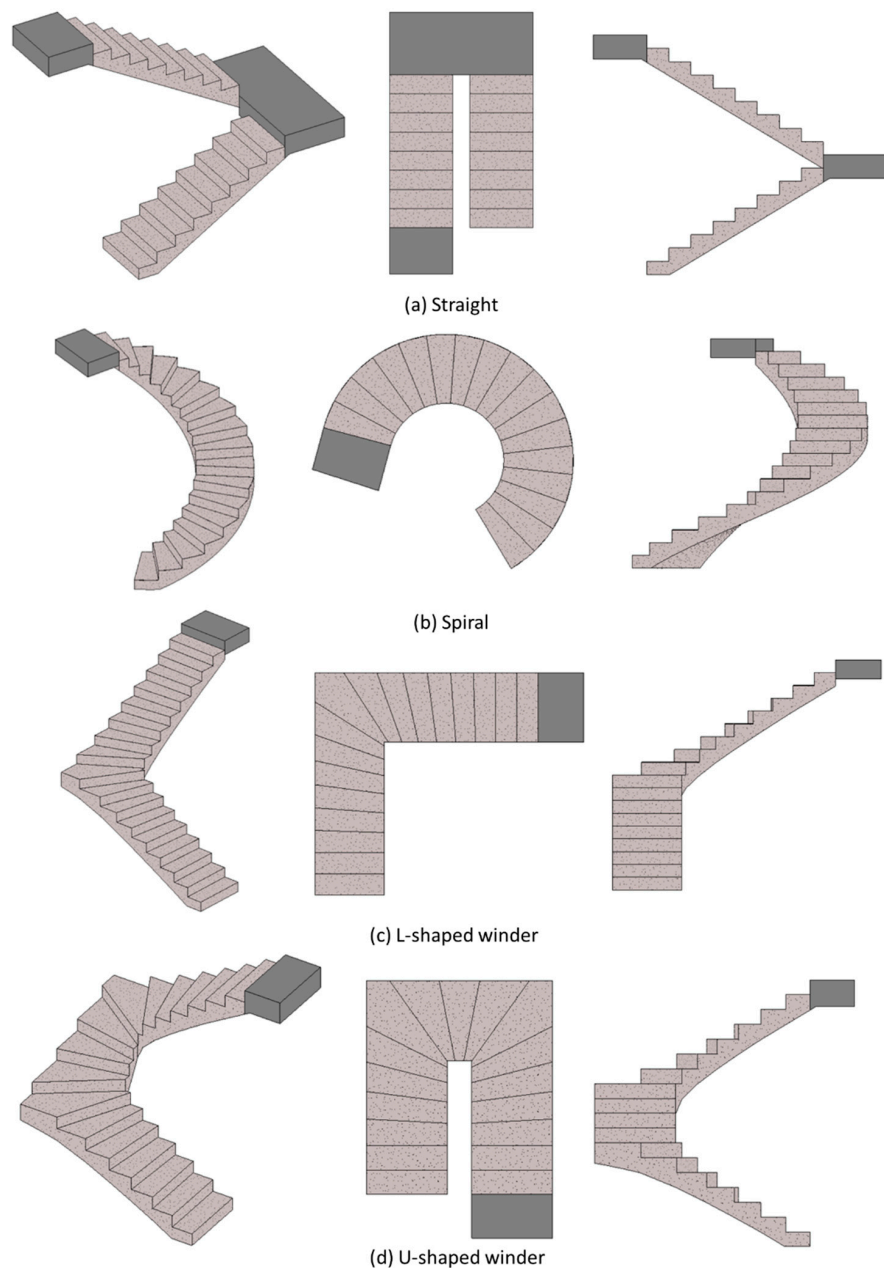 (a) Straight
(b) Spiral
(c) L-shaped winder
(d) U-shaped winder